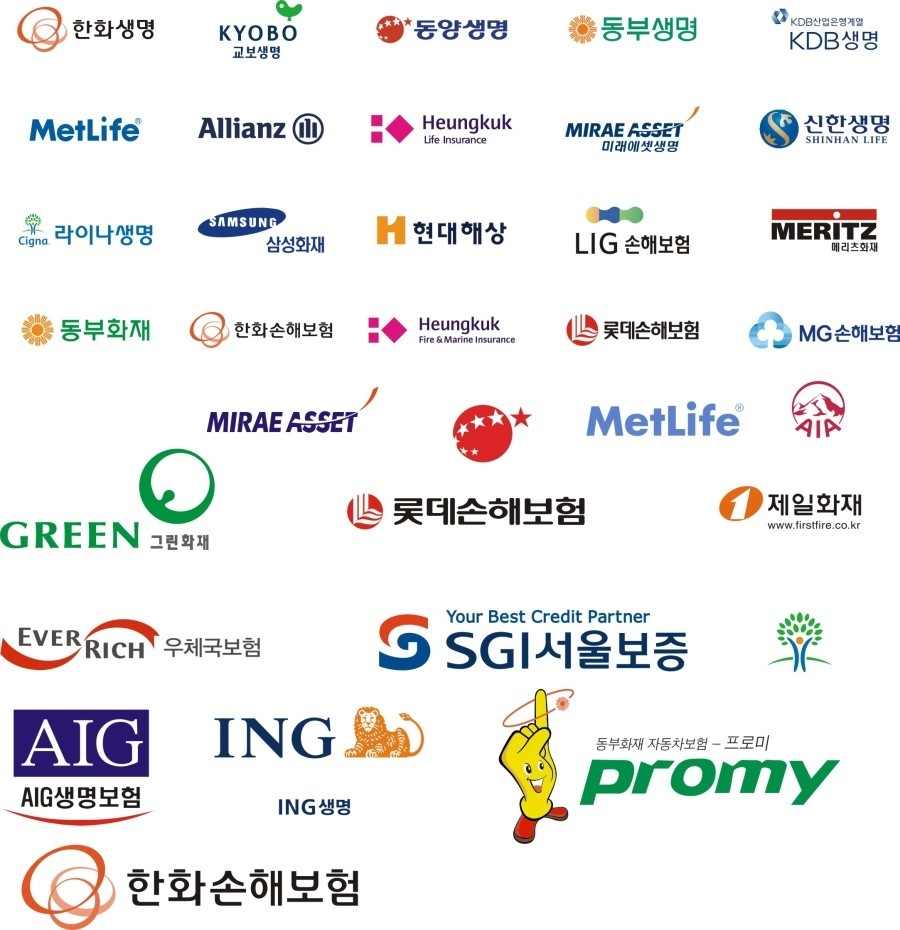 한화생명
KYOBO
교보생명
동양생명
동부생명
KDB산업은행계열
KDB생명
MetLife®
Allianz
Heungkuk
Life Insurance
MIRAE ASSET
미래에셋생명
신한생명
SHINHAN LIFE
Cigna.
라이나생명
SAMSUNG
삼성화재
현대해상
LIG 손해보험
MERITZ
메리츠화재
동부화재
한화손해보험
Heungkuk
Fire & Marine Insurance
롯데손해보험
MG손해보험
MIRAE ASSET
MetLife®
AIA
GREEN 그린화재
롯데손해보험
제일화재
www.firstfire.co.kr
EVER RICH 우체국보험
Your Best Credit Partner
SGI서울보증
AIG
AIG생명보험
ING
ING생명
동부화재 자동차보험 – 프로미
promy
한화손해보험